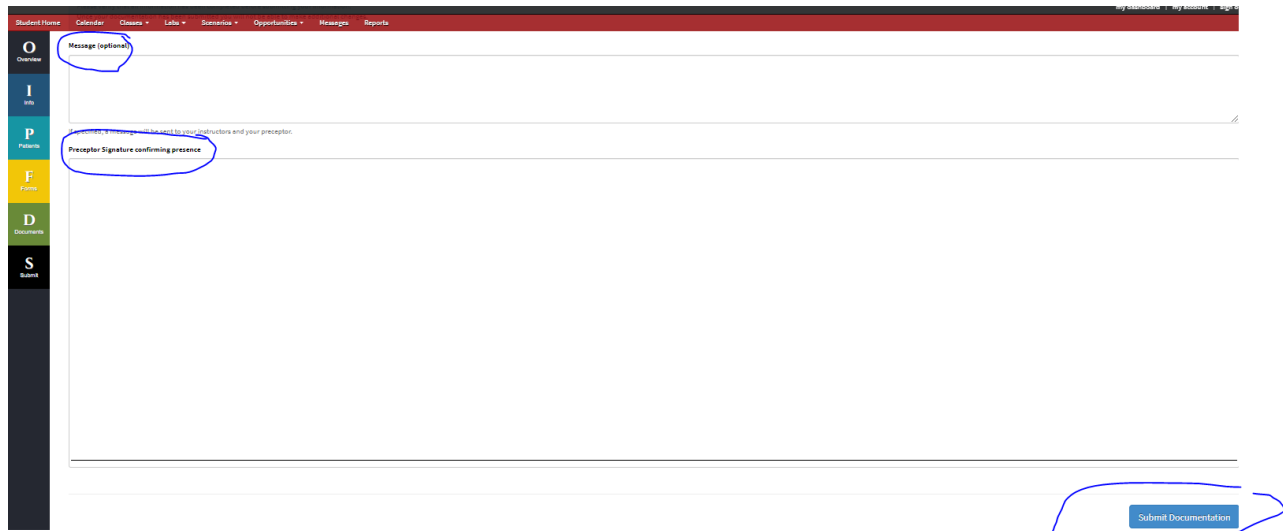 my dashboard | my account | sign o
Student Home Calendar Classes Labs Scenarios Opportunities Messages Reports
O
Overview
I
Info
P
Patients
F
Forms
D
Documents
S
Submit
Message (optional)
If specified, a message will be sent to your instructors and your preceptor.
Preceptor Signature confirming presence
Submit Documentation